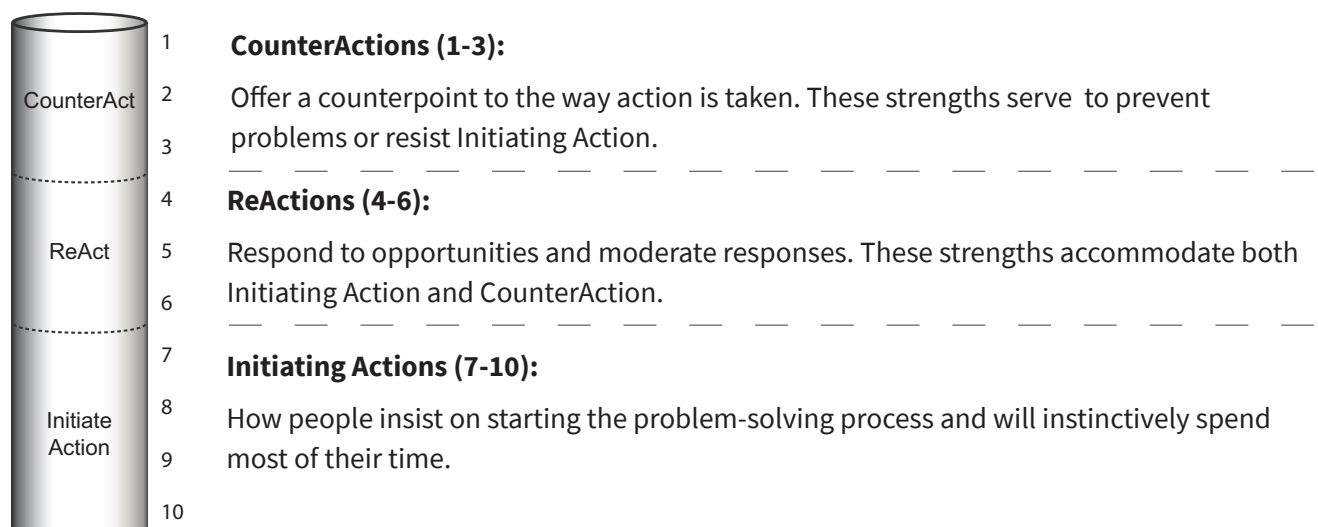 1
CounterActions (1-3):
CounterAct
2
Offer a counterpoint to the way action is taken. These strengths serve  to prevent
problems or resist Initiating Action.
3
4
ReActions (4-6):
ReAct
5
Respond to opportunities and moderate responses. These strengths accommodate both
Initiating Action and CounterAction.
6
7
Initiating Actions (7-10):
Initiate
Action
8
How people insist on starting the problem-solving process and will instinctively spend
most of their time.
9
10